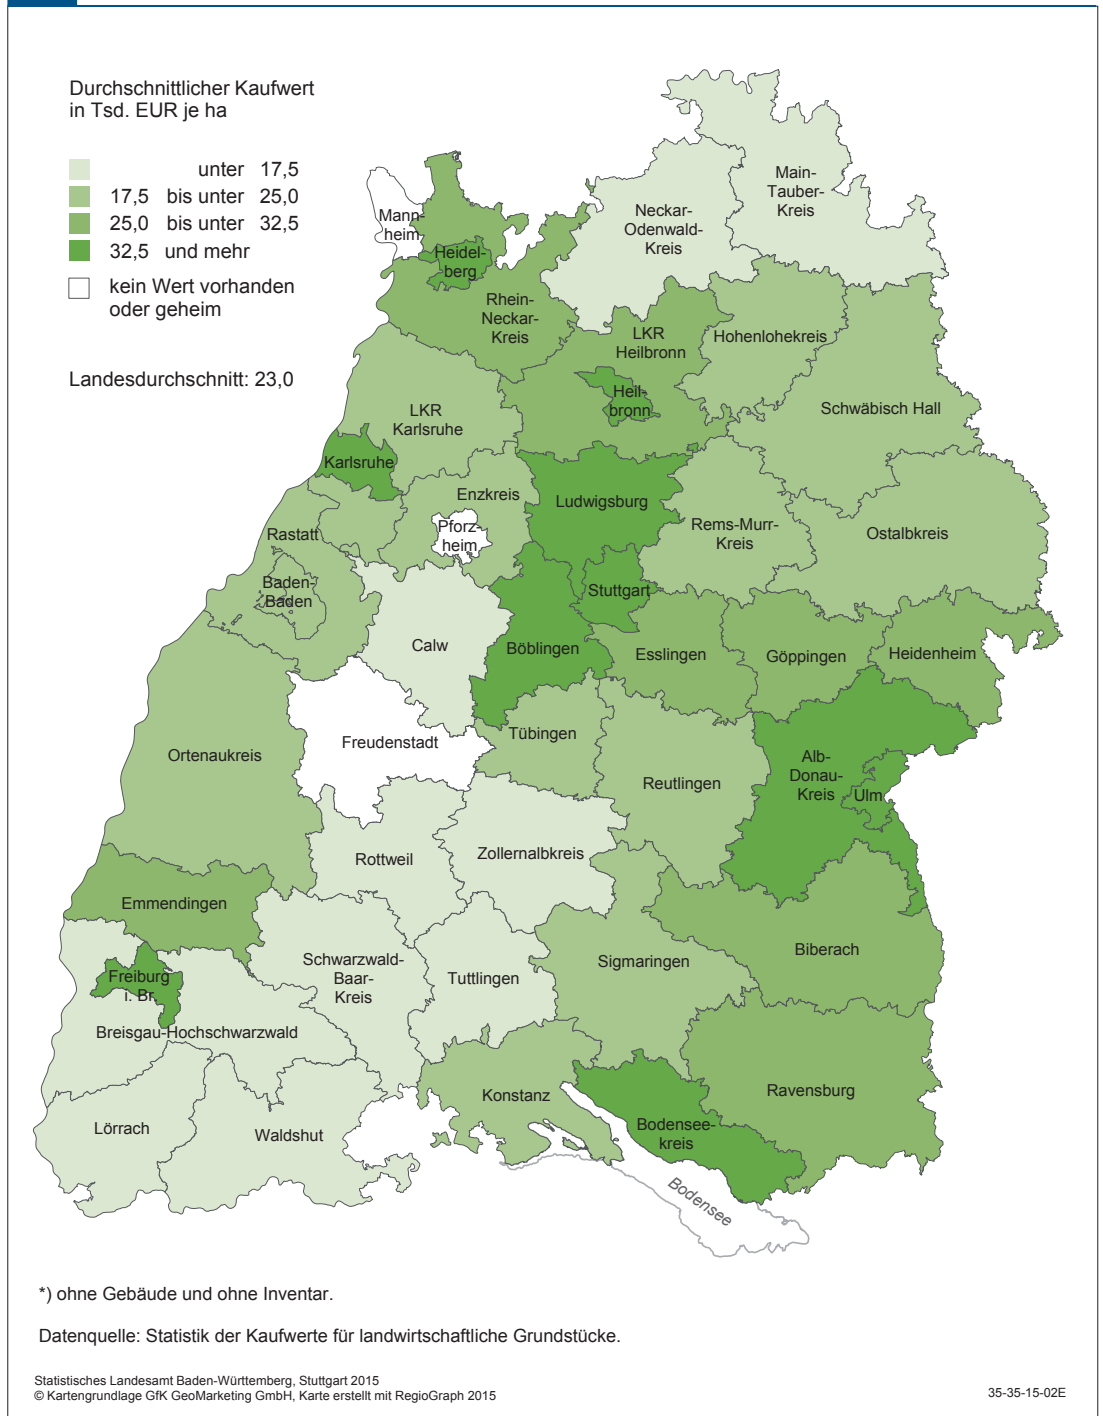 Durchschnittlicher Kaufwert
in Tsd. EUR je ha
unter 17,5
17,5 bis unter 25,0
25,0 bis unter 32,5
32,5 und mehr
kein Wert vorhanden
oder geheim
Landesdurchschnitt: 23,0
Main-
Tauber-
Kreis
Neckar-
Odenwald-
Kreis
Mann-
heim
Heidel-
berg
Rhein-
Neckar-
Kreis
LKR
Heilbronn
Hohenlohekreis
Heil-
bronn
Schwäbisch Hall
LKR
Karlsruhe
Karlsruhe
Enzkreis
Ludwigsburg
Pforz-
heim
Rems-Murr-
Kreis
Ostalbkreis
Rastatt
Baden-
Baden
Stuttgart
Calw
Böblingen
Esslingen
Göppingen
Heidenheim
Freudenstadt
Tübingen
Ortenaukreis
Reutlingen
Alb-
Donau-
Kreis
Ulm
Rottweil
Zollernalbkreis
Emmendingen
Biberach
Schwarzwald-
Baar-
Kreis
Tuttlingen
Sigmaringen
Freiburg
i. Br.
Breisgau-Hochschwarzwald
Ravensburg
Konstanz
Lörrach
Waldshut
Bodensee-
kreis
Bodensee
*) ohne Gebäude und ohne Inventar.
Datenquelle: Statistik der Kaufwerte für landwirtschaftliche Grundstücke.
Statistisches Landesamt Baden-Württemberg, Stuttgart 2015
© Kartengrundlage GfK GeoMarketing GmbH, Karte erstellt mit RegioGraph 2015
35-35-15-02E